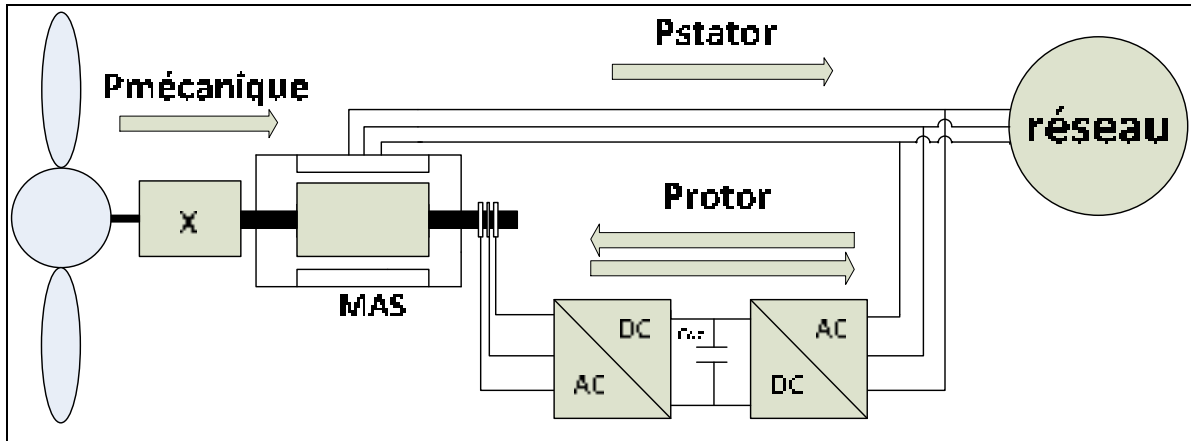 Pstator
Pmécanique
réseau
Protor
X
MAS
DC
AC
AC
DC